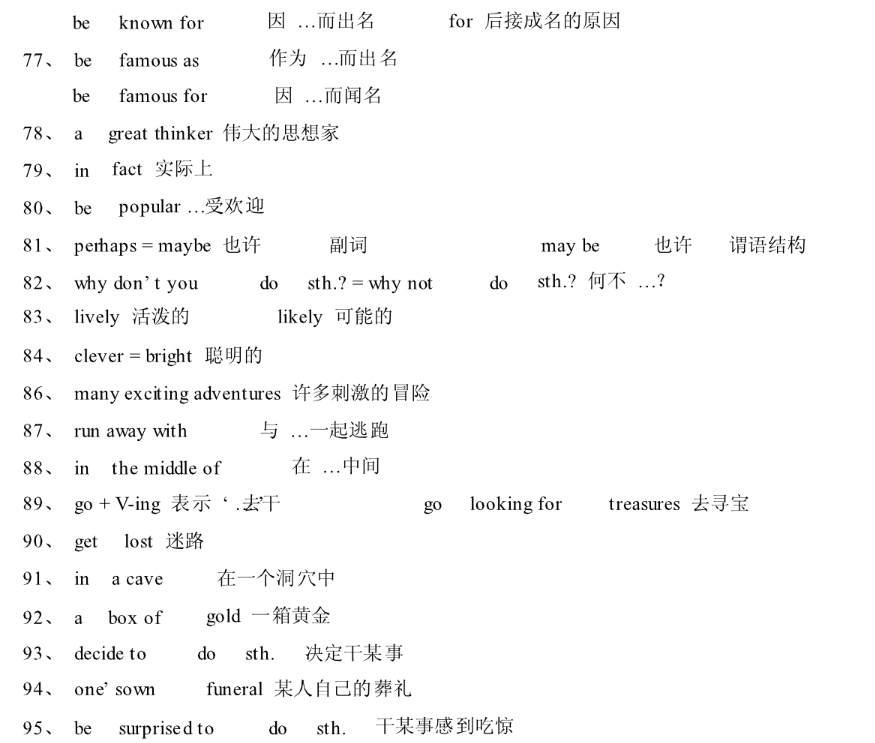 be known for 因 …而出名 for 后接成名的原因
77、 be famous as 作为 …而出名
be famous for 因 …而闻名
78、 a great thinker 伟大的思想家
79、 in fact 实际上
80、 be popular …受欢迎
81、 perhaps = maybe 也许 副词 may be 也许 谓语结构
82、 why don’t you do sth.? = why not do sth.? 何不 …?
83、 lively 活泼的 likely 可能的
84、 clever = bright 聪明的
86、 many exciting adventures 许多刺激的冒险
87、 run away with 与 …一起逃跑
88、 in the middle of 在 …中间
89、 go + V-ing 表示‘ ..去干’ go looking for treasures 去寻宝
90、 get lost 迷路
91、 in a cave 在一个洞穴中
92、 a box of gold 一箱黄金
93、 decide to do sth. 决定干某事
94、 one’ sown funeral 某人自己的葬礼
95、 be surprised to do sth. 干某事感到吃惊